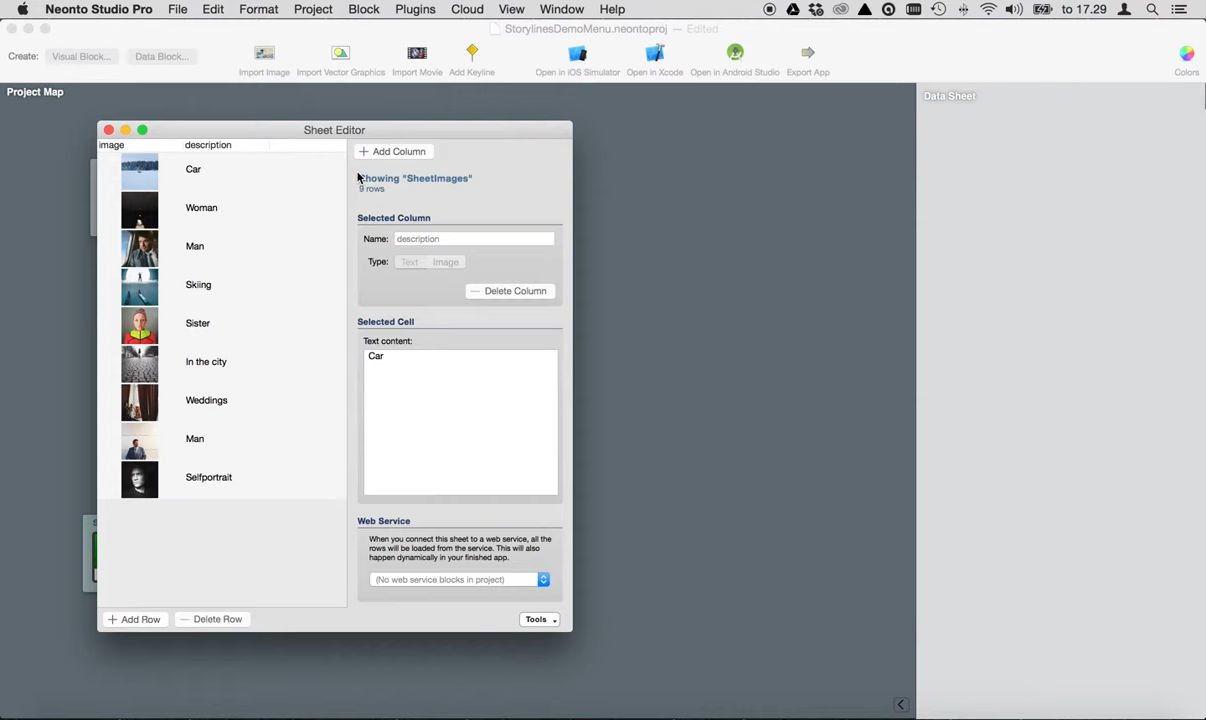 Neonto Studio Pro File Edit Format Project Block Plugins Cloud View Window Help to 17.29
StorylinesDemoMenu.neontoproj — Edited
Create: Visual Block... Data Block... Import Image Import Vector Graphics Import Movie Add Keyline Open in iOS Simulator Open in Xcode Open in Android Studio Export App Colors
Project Map
Data Sheet
Sheet Editor
image description
Car
Woman
Man
Skiing
Sister
In the city
Weddings
Man
Selfportrait
Add Row Delete Row
Add Column
Showing "SheetImages"
9 rows
Selected Column
Name: description
Type: Text Image
Delete Column
Selected Cell
Text content:
Car
Web Service
When you connect this sheet to a web service, all the
rows will be loaded from the service. This will also
happen dynamically in your finished app.
(No web service blocks in project)
Tools